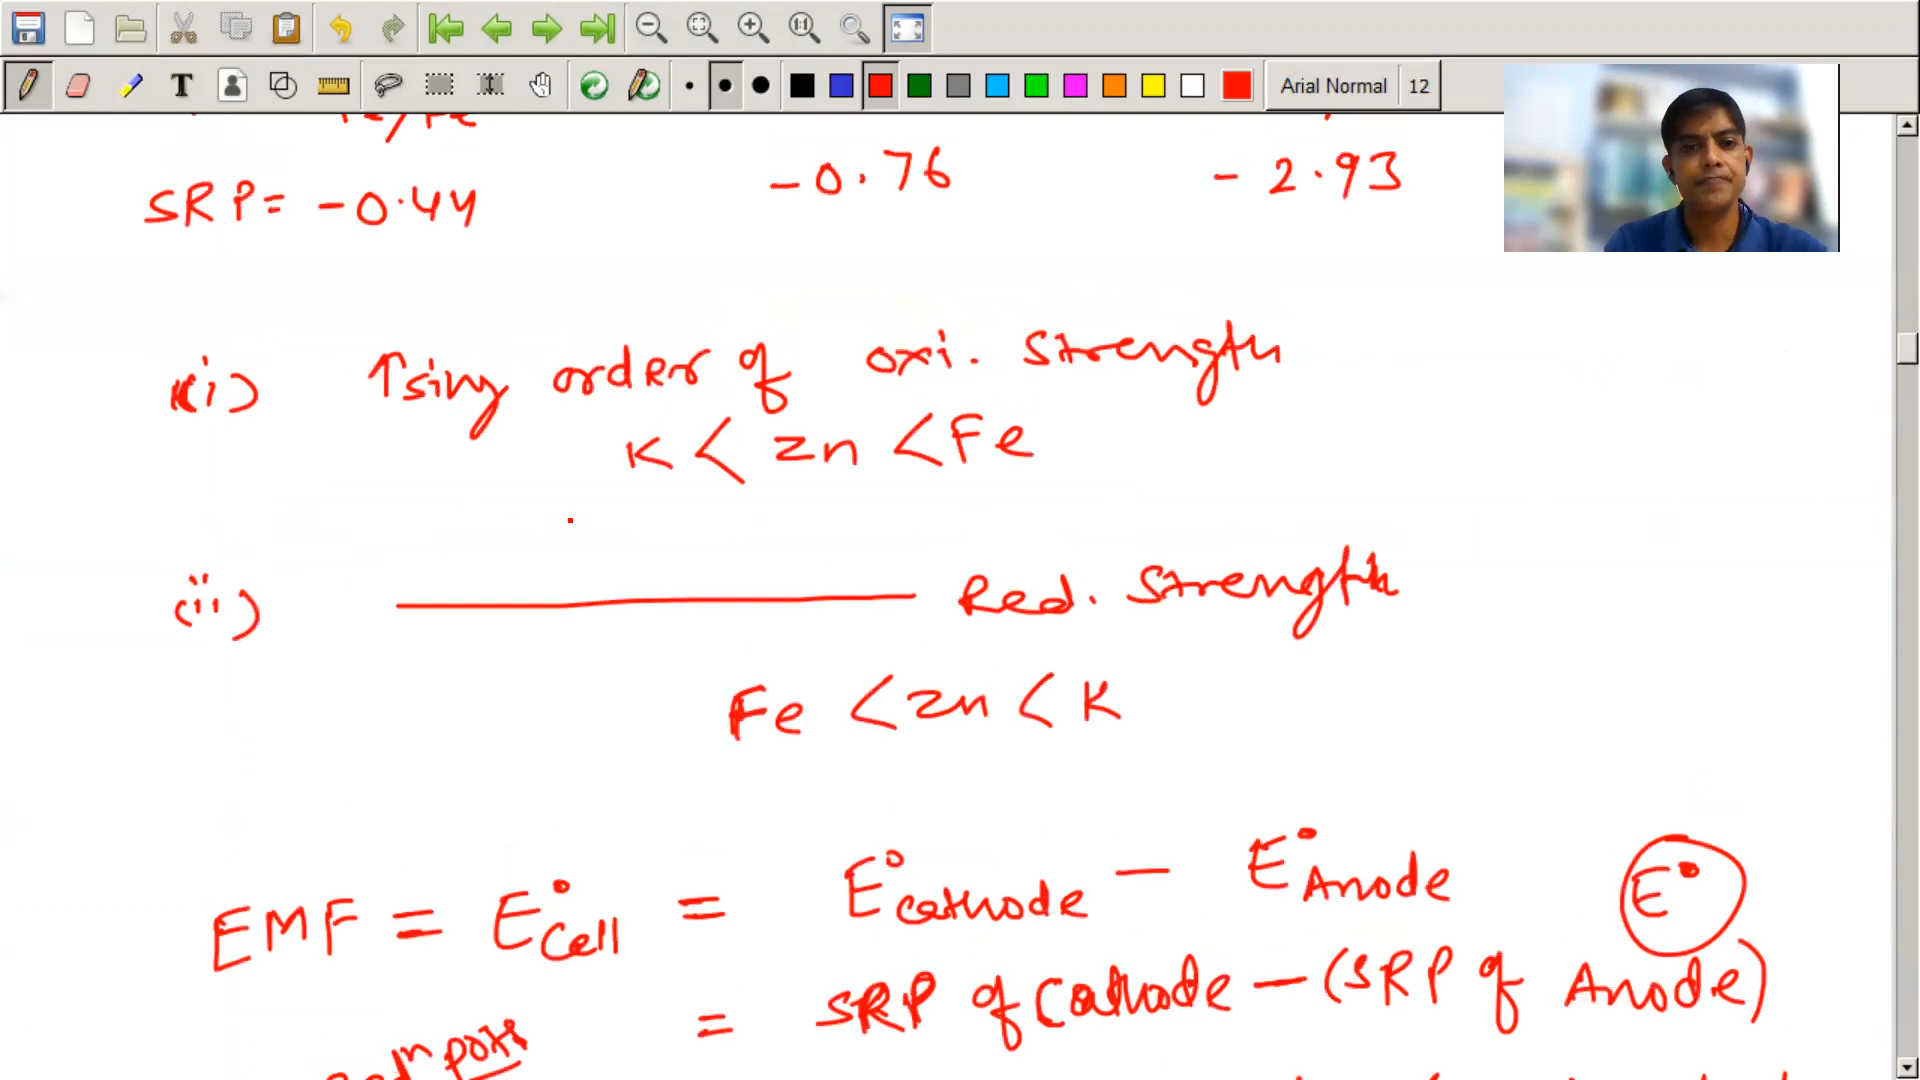 Arial Normal 12
-0.76 - 2.93
SRP = -0.44
(i) ↑sing order of oxi. Strength
K < Zn < Fe
(ii) Red. Strength
Fe < Zn < K
EMF = E°Cell = E°Cathode - E°Anode E°
= SRP of Cathode - (SRP of Anode)